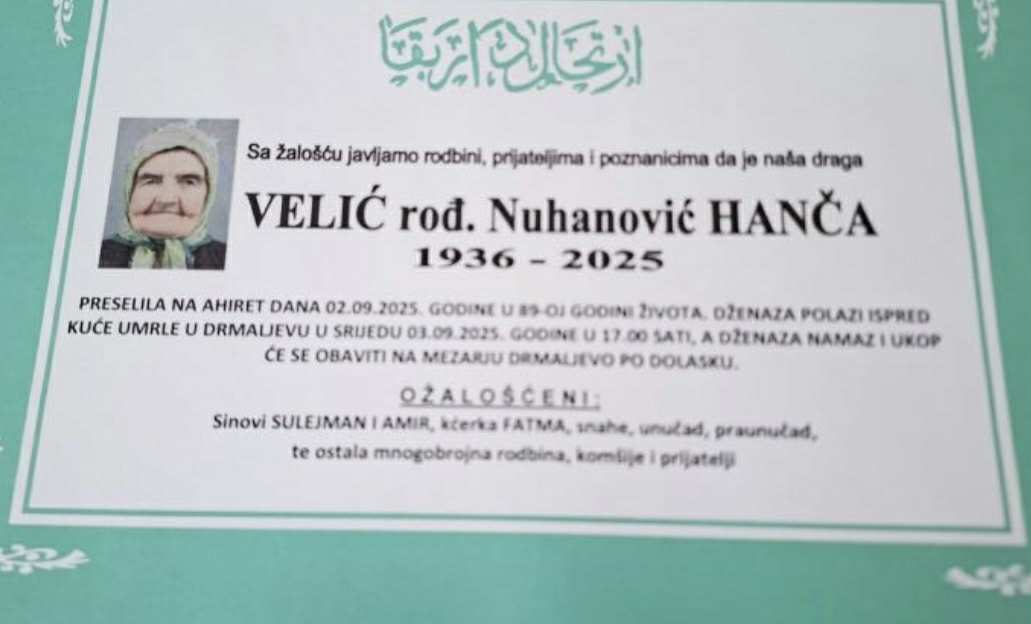 ارتحال دار بقا
Sa žalošću javljamo rodbini, prijateljima i poznanicima da je naša draga
VELIĆ rođ. Nuhanović HANČA
1936 - 2025
PRESELILA NA AHIRET DANA 02.09.2025. GODINE U 89-OJ GODINI ŽIVOTA. DŽENAZA POLAZI ISPRED
KUĆE UMRLE U DRMALJEVU U SRIJEDU 03.09.2025. GODINE U 17.00 SATI, A DŽENAZA NAMAZ I UKOP
ĆE SE OBAVITI NA MEZARJU DRMALJEVO PO DOLASKU.
OŽALOŠĆENI:
Sinovi SULEJMAN I AMIR, kćerka FATMA, snahe, unučad, praunučad,
te ostala mnogobrojna rodbina, komšije i prijatelji